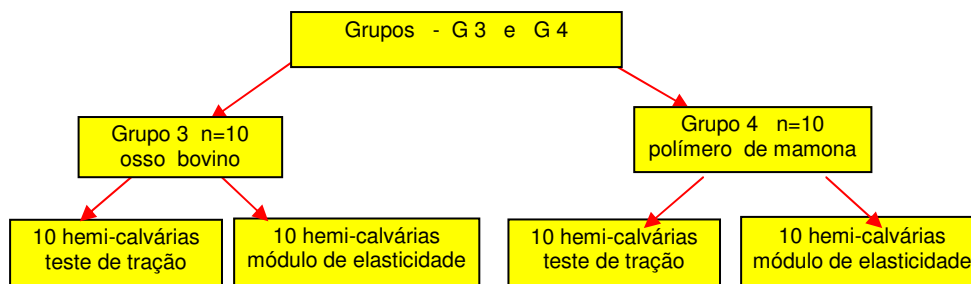 Grupos - G 3 e G 4
Grupo 3 n=10
osso bovino
Grupo 4 n=10
polímero de mamona
10 hemi-calvárias
teste de tração
10 hemi-calvárias
módulo de elasticidade
10 hemi-calvárias
teste de tração
10 hemi-calvárias
módulo de elasticidade